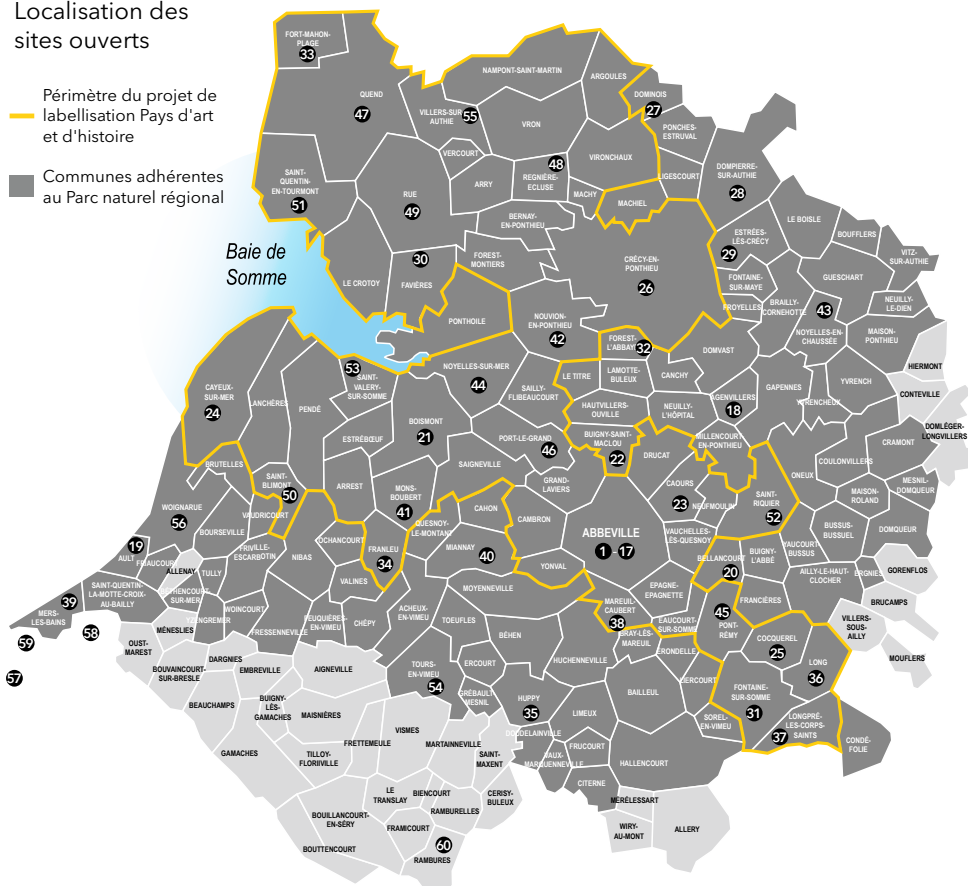 Localisation des
sites ouverts
Périmètre du projet de
labellisation Pays d'art
et d'histoire
Communes adhérentes
au Parc naturel régional
Baie de
Somme
FORT-MAHON-
PLAGE
33
QUEND
47
NAMPONT-SAINT-MARTIN
ARGOULES
DOMINOIS
27
VILLERS-SUR-
AUTHIE
55
VRON
PONCHES-
ESTRUVAL
VERCOURT
VIRONCHAUX
LIGESCOURT
DOMPIERRE-
SUR-AUTHIE
28
SAINT-
QUENTIN-
EN-TOURMONT
51
RUE
49
ARRY
REGNIÈRE-
ECLUSE
48
MACHY
MACHIEL
LE BOISLE
BOUFFLERS
BERNAY-
EN-PONTHIEU
ESTRÉES-
LÈS-CRÉCY
29
VITZ-
SUR-AUTHIE
30
FAVIÈRES
FOREST-
MONTIERS
CRÉCY-EN-
PONTHIEU
26
FONTAINE-
SUR-MAYE
GUESCHART
LE CROTOY
FROYELLES
BRAILLY-
CORNEHOTTE
43
NOYELLES-EN-
CHAUSSÉE
NEUILLY-
LE-DIEN
PONTHOILE
NOUVION-
EN-PONTHIEU
42
FOREST-
L'ABBAYE
32
DOMVAST
MAISON-
PONTHIEU
HIERMONT
53
SAINT-
VALERY-
SUR-SOMME
NOYELLES-SUR-MER
44
LE TITRE
LAMOTTE-
BULEUX
CANCHY
GAPENNES
YVRENCH
YVRENCHEUX
CONTEVILLE
CAYEUX-
SUR-MER
24
LANCHÈRES
PENDÉ
SAILLY-
FLIBEAUCOURT
HAUTVILLERS-
OUVILLE
NEUILLY-
L'HÔPITAL
AGENVILLERS
18
DOMLÉGER-
LONGVILLERS
ESTRÉBŒUF
BOISMONT
21
PORT-LE-GRAND
46
BUIGNY-SAINT-
MACLOU
22
MILLENCOURT
EN-PONTHIEU
DRUCAT
CRAMONT
BRUTELLES
SAINT-
BLIMONT
50
ARREST
SAIGNEVILLE
GRAND-
LAVIERS
CAOURS
23
NEUFMOULIN
SAINT-
RIQUIER
52
ONEUX
COULONVILLERS
MESNIL-
DOMQUEUR
MAISON-
ROLAND
WOIGNARUE
56
BOURSEVILLE
VAUDRICOURT
MONS-
BOUBERT
41
QUESNOY-
LE-MONTANT
CAHON
CAMBRON
ABBEVILLE
1 - 17
VAUCHELLES-
LÈS-QUESNOY
BUSSUS-
BUSSUEL
DOMQUEUR
19
AULT
FRIAUCOURT
FRIVILLE-
ESCARBOTIN
NIBAS
OCHANCOURT
FRANLEU
34
MIANNAY
40
YONVAL
BELLANCOURT
20
BUIGNY-
L'ABBÉ
YAUCOURT-
BUSSUS
AILLY-LE-HAUT-
CLOCHER
ERGNIES
GORENFLOS
ALLENAY
TULLY
VALINES
MOYENNEVILLE
EPAGNE-
EPAGNETTE
BRUCAMPS
SAINT-QUENTIN-
LA-MOTTE-CROIX-
AU-BAILLY
BÉTHENCOURT
-SUR-MER
MERS-
LES-BAINS
39
YZENGREMER
WOINCOURT
FRESSENNEVILLE
FEUQUIÈRES-
EN-VIMEU
CHÉPY
ACHEUX-
EN-VIMEU
TOEUFLES
MAREUIL-
CAUBERT
38
EAUCOURT-
SUR-SOMME
45
PONT-
RÉMY
FRANCIÈRES
VILLERS-
SOUS-
AILLY
59
58
57
MÉNESLIES
OUST-
MAREST
BÉHEN
BRAY-LÈS-
MAREUIL
ERONDELLE
COCQUEREL
25
LONG
36
MOUFLERS
DARGNIES
EMBREVILLE
AIGNEVILLE
BOUVAINCOURT-
SUR-BRESLE
TOURS-
EN-VIMEU
54
ERCOURT
HUCHENNEVILLE
LIERCOURT
FONTAINE-
SUR-SOMME
31
BEAUCHAMPS
BUIGNY-
LÈS-
GAMACHES
MAISNIÈRES
GRÉBAULT-
MESNIL
HUPPY
35
BAILLEUL
SOREL-
EN-VIMEU
LONGPRÉ-
LES-CORPS-
SAINTS
37
CONDÉ-
FOLIE
VISMES
LIMEUX
GAMACHES
TILLOY-
FLORIIVILLE
FRETTEMEULE
MARTAINNEVILLE
SAINT-
MAXENT
DOUDELAINVILLE
FRUCOURT
VAUX-
MARQUENNEVILLE
HALLENCOURT
LE
TRANSLAY
BIENCOURT
CERISY-
BULEUX
CITERNE
MÉRÉLESSART
BOUILLANCOURT-
EN-SÉRY
RAMBURELLES
FRAMICOURT
WIRY-
AU-MONT
ALLERY
BOUTTENCOURT
60
RAMBURES